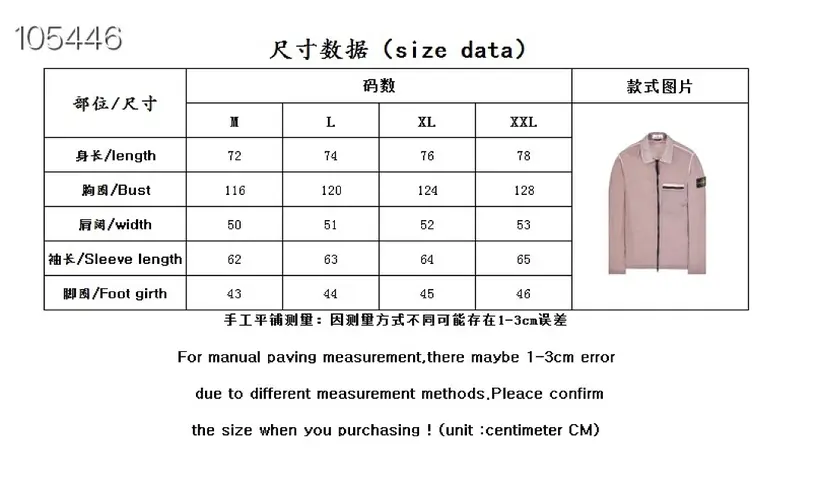 105446
尺寸数据（size data）
部位/尺寸 码数 款式图片
M L XL XXL
身长/length 72 74 76 78
胸围/Bust 116 120 124 128
肩阔/width 50 51 52 53
袖长/Sleeve length 62 63 64 65
脚围/Foot girth 43 44 45 46
手工平铺测量：因测量方式不同可能存在1-3cm误差
For manual paving measurement,there maybe 1-3cm error
due to different measurement methods.Pleace confirm
the size when you purchasing！(unit :centimeter CM)